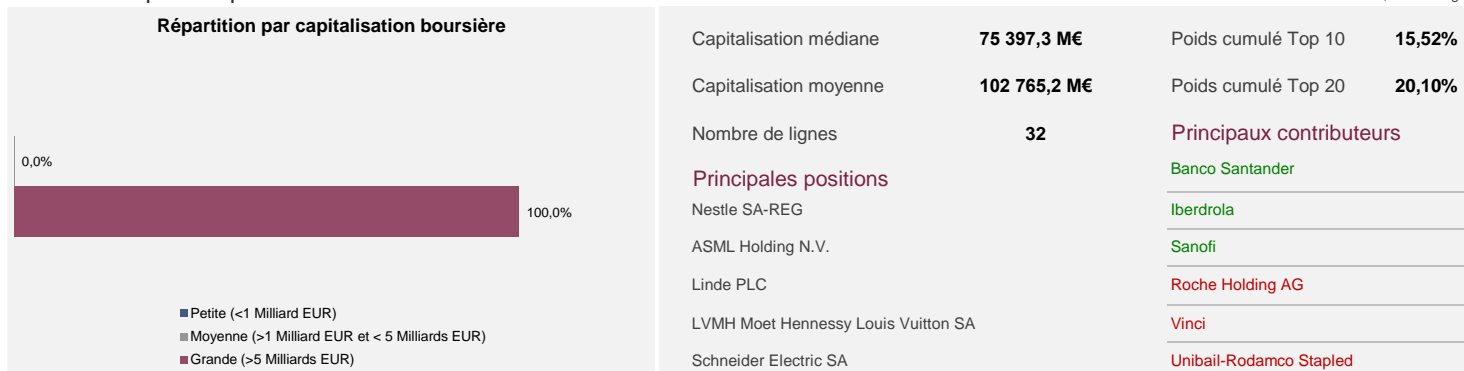 Répartition par capitalisation boursière
0,0%
100,0%
Petite (<1 Milliard EUR)
Moyenne (>1 Milliard EUR et < 5 Milliards EUR)
Grande (>5 Milliards EUR)
Capitalisation médiane 75 397,3 M€
Capitalisation moyenne 102 765,2 M€
Nombre de lignes 32
Principales positions
Nestle SA-REG
ASML Holding N.V.
Linde PLC
LVMH Moet Hennessy Louis Vuitton SA
Schneider Electric SA
Poids cumulé Top 10 15,52%
Poids cumulé Top 20 20,10%
Principaux contributeurs
Banco Santander
Iberdrola
Sanofi
Roche Holding AG
Vinci
Unibail-Rodamco Stapled